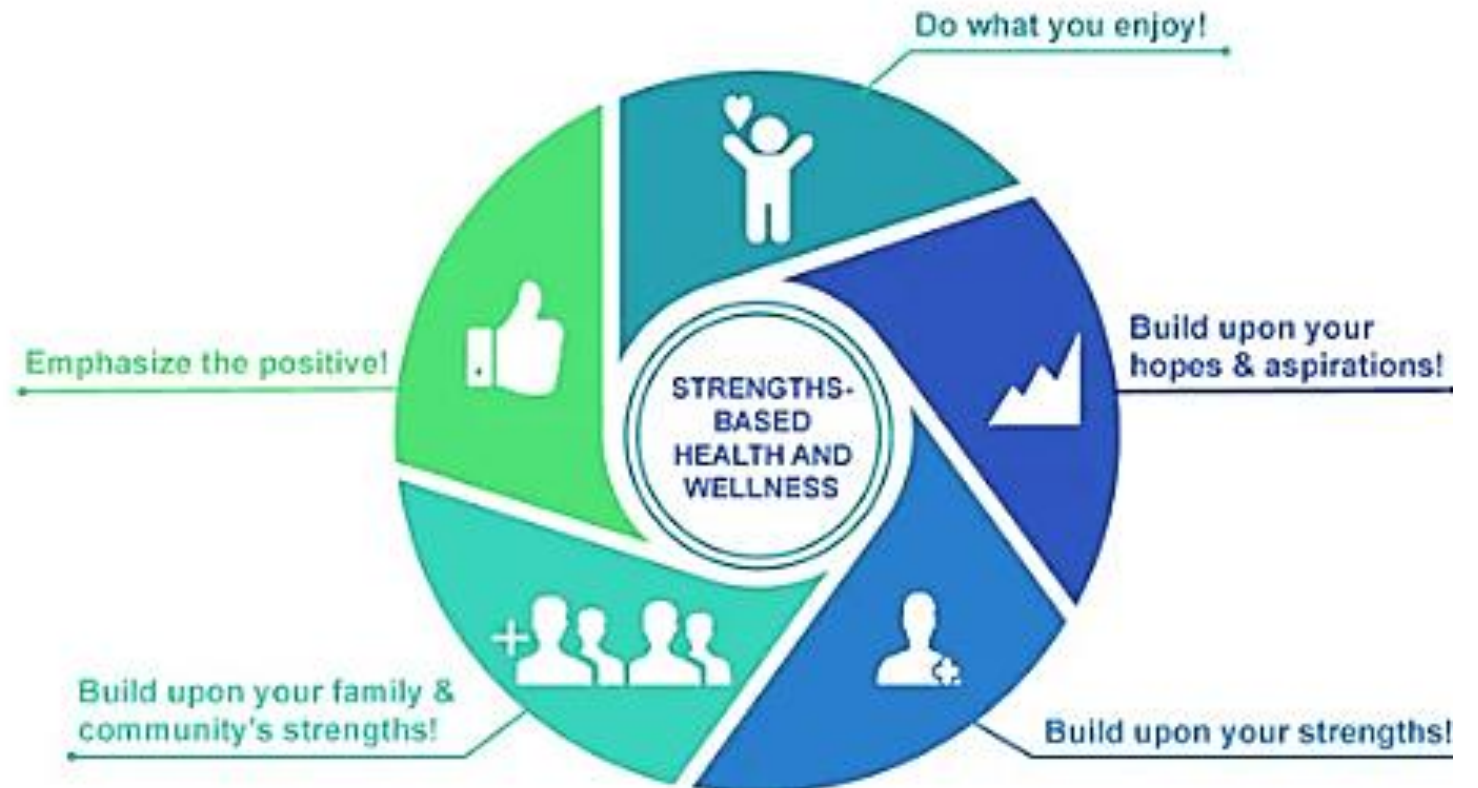 Do what you enjoy!
Build upon your
hopes & aspirations!
Emphasize the positive!
STRENGTHS-
BASED
HEALTH AND
WELLNESS
Build upon your family &
community's strengths!
Build upon your strengths!